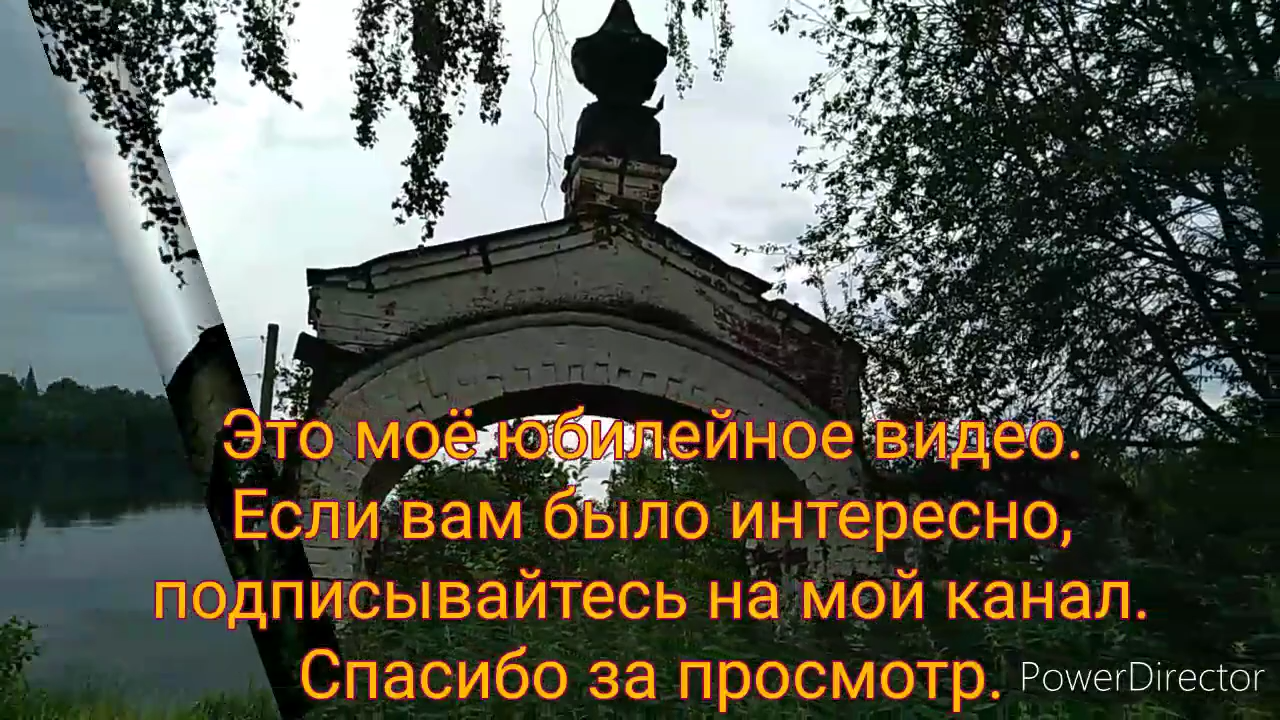 Это моё юбилейное видео.
Если вам было интересно,
подписывайтесь на мой канал.
Спасибо за просмотр.
PowerDirector